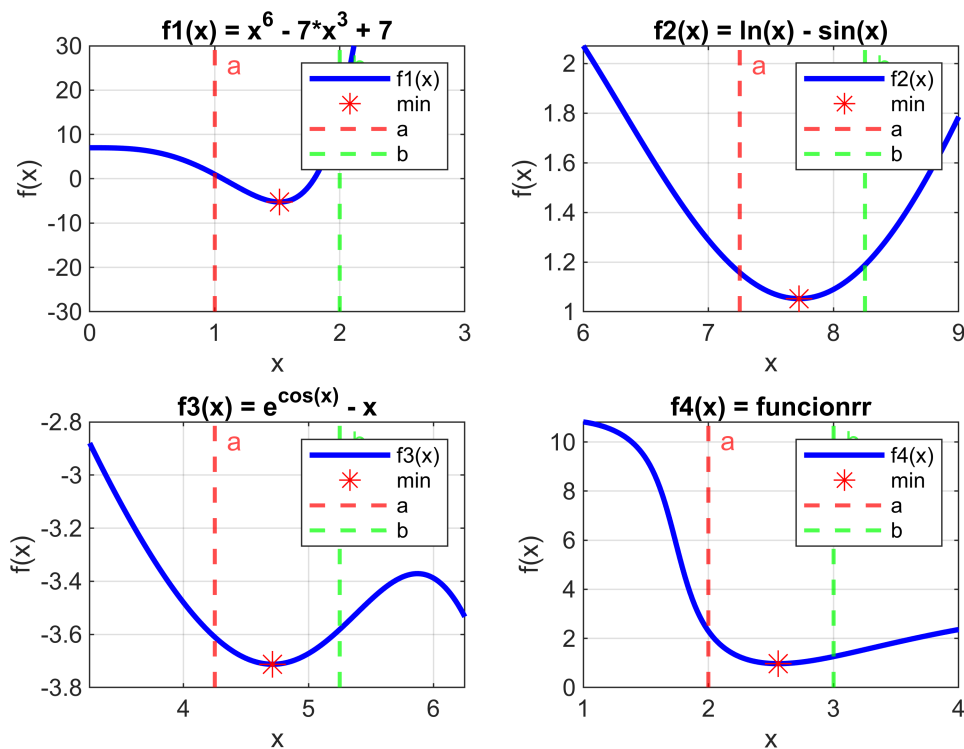 f1(x) = x^6 - 7*x^3 + 7
30
20
10
0
-10
-20
-30
f(x)
a
f1(x)
min
a
b
0 1 2 3
x
f2(x) = ln(x) - sin(x)
2
1.8
1.6
1.4
1.2
1
f(x)
a
f2(x)
min
a
b
6 7 8 9
x
f3(x) = e^cos(x) - x
-2.8
-3
-3.2
-3.4
-3.6
-3.8
f(x)
a
f3(x)
min
a
b
4 5 6
x
f4(x) = funcionrr
10
8
6
4
2
0
f(x)
a
f4(x)
min
a
b
1 2 3 4
x